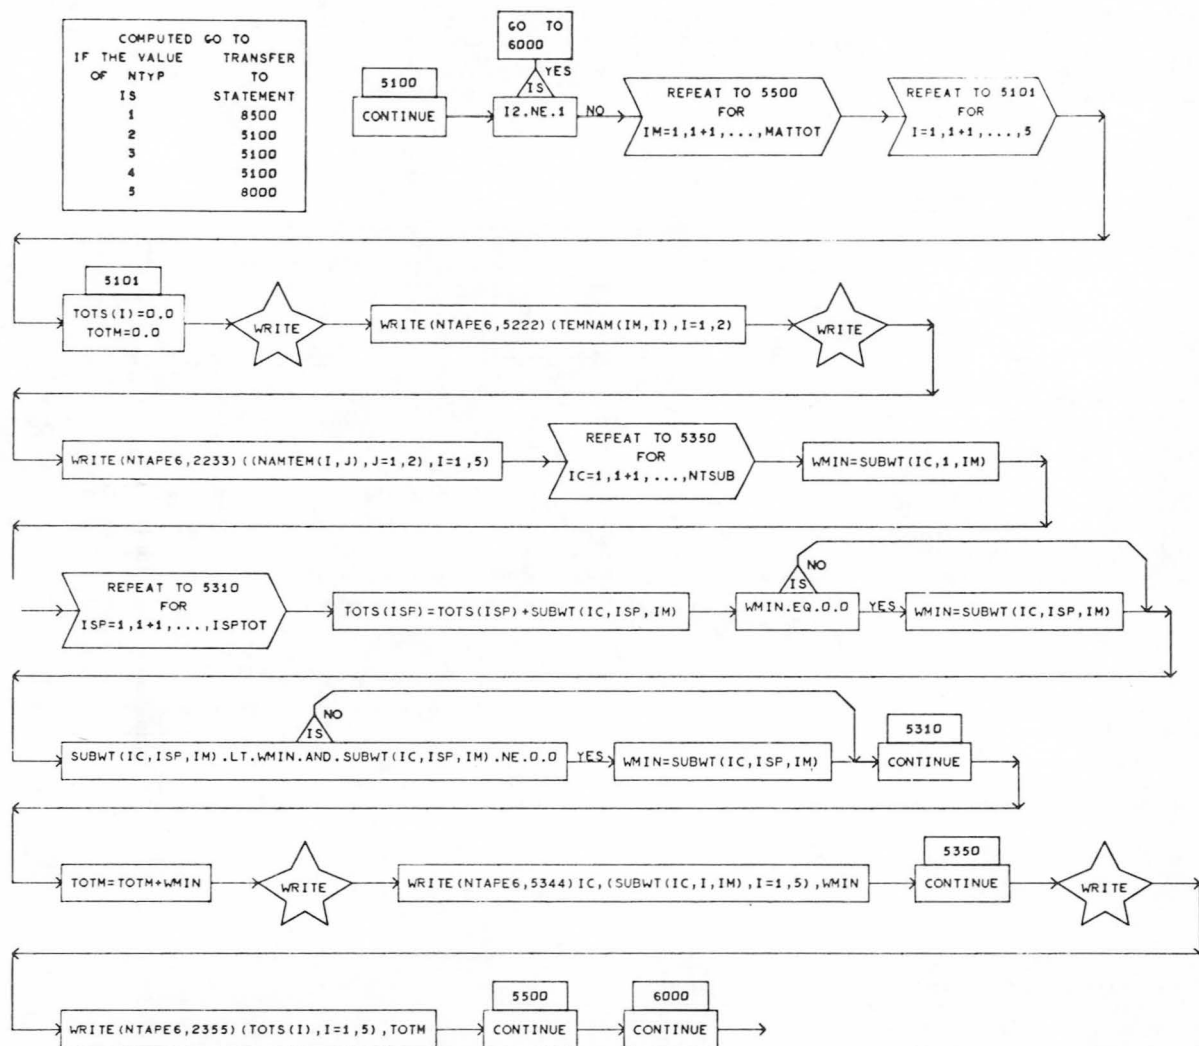 COMPUTED GO TO
IF THE VALUE TRANSFER
OF NTYP TO
IS STATEMENT
1 8500
2 5100
3 5100
4 5100
5 8000
GO TO
6000
YES
IS
5100
CONTINUE
I2.NE.1
NO
REPEAT TO 5500
FOR
IM=1,1+1,...,MATTOT
REPEAT TO 5101
FOR
I=1,1+1,...,5
5101
TOTS(I)=0.0
TOTM=0.0
WRITE
WRITE(NTAPE6,5222)(TEMNAM(IM,I),I=1,2)
WRITE
WRITE(NTAPE6,2233)((NAMTEM(I,J),J=1,2),I=1,5)
REPEAT TO 5350
FOR
IC=1,1+1,...,NTSUB
WMIN=SUBWT(IC,1,IM)
REPEAT TO 5310
FOR
ISP=1,1+1,...,ISPTOT
TOTS(ISP)=TOTS(ISP)+SUBWT(IC,ISP,IM)
NO
IS
WMIN.EQ.0.0
YES
WMIN=SUBWT(IC,ISP,IM)
NO
IS
SUBWT(IC,ISP,IM).LT.WMIN.AND.SUBWT(IC,ISP,IM).NE.0.0
YES
WMIN=SUBWT(IC,ISP,IM)
5310
CONTINUE
TOTM=TOTM+WMIN
WRITE
WRITE(NTAPE6,5344)IC,(SUBWT(IC,I,IM),I=1,5),WMIN
5350
CONTINUE
WRITE
WRITE(NTAPE6,2355)(TOTS(I),I=1,5),TOTM
5500
CONTINUE
6000
CONTINUE